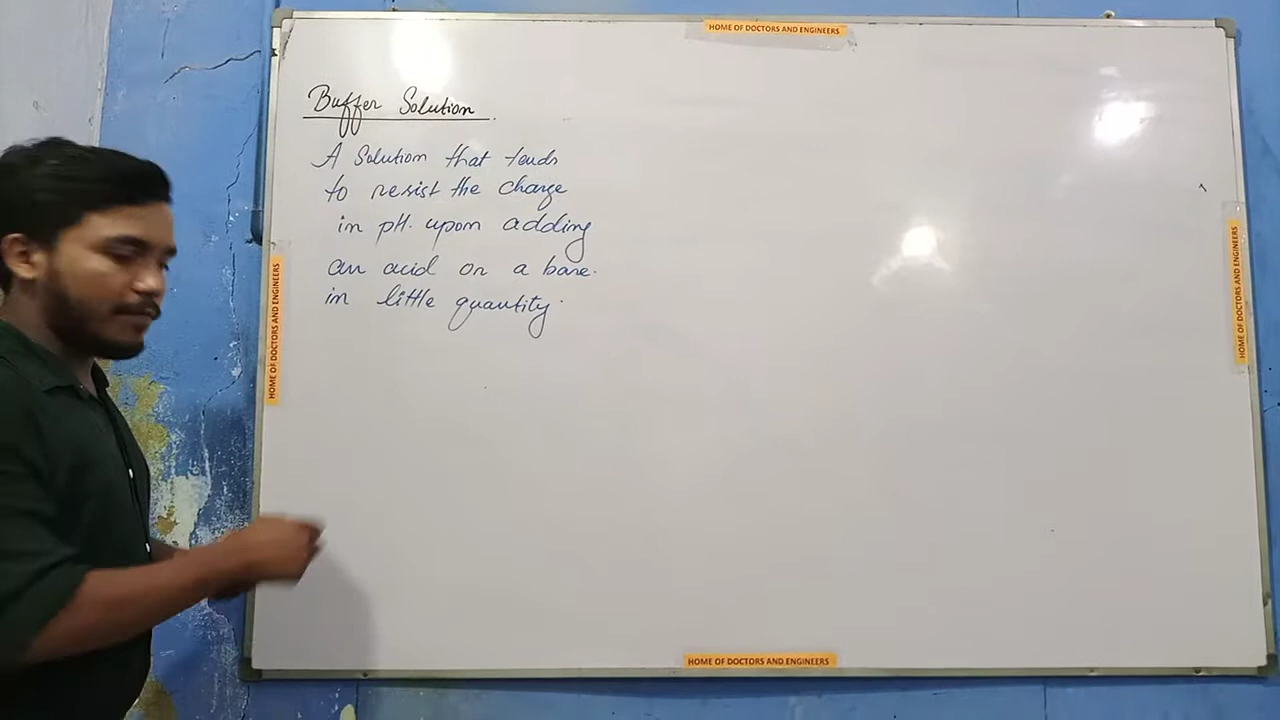 HOME OF DOCTORS AND ENGINEERS
Buffer Solution
A Solution that tends
to resist the change
in pH. upon adding
an acid or a base.
in little quantity.
HOME OF DOCTORS AND ENGINEERS
HOME OF DOCTORS AND ENGINEERS
HOME OF DOCTORS AND ENGINEERS